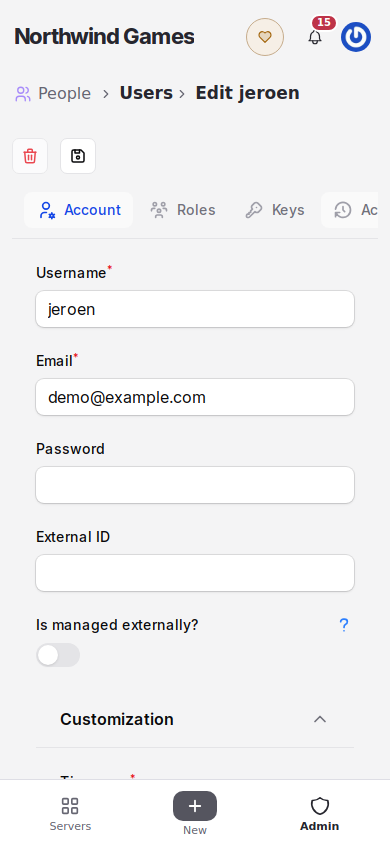 Northwind Games
15
People > Users > Edit jeroen
Account Roles Keys Ac
Username*
jeroen
Email*
demo@example.com
Password
External ID
Is managed externally? ?
Customization
Servers New Admin